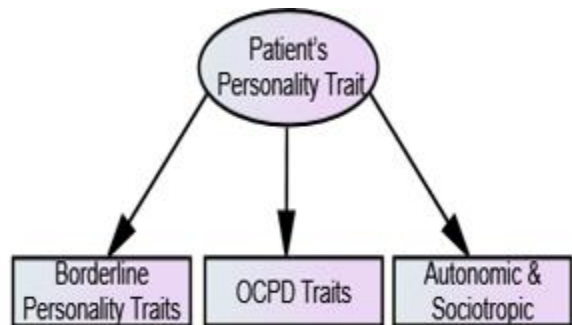 Patient's
Personality Trait
Borderline
Personality Traits
OCPD Traits
Autonomic &
Sociotropic